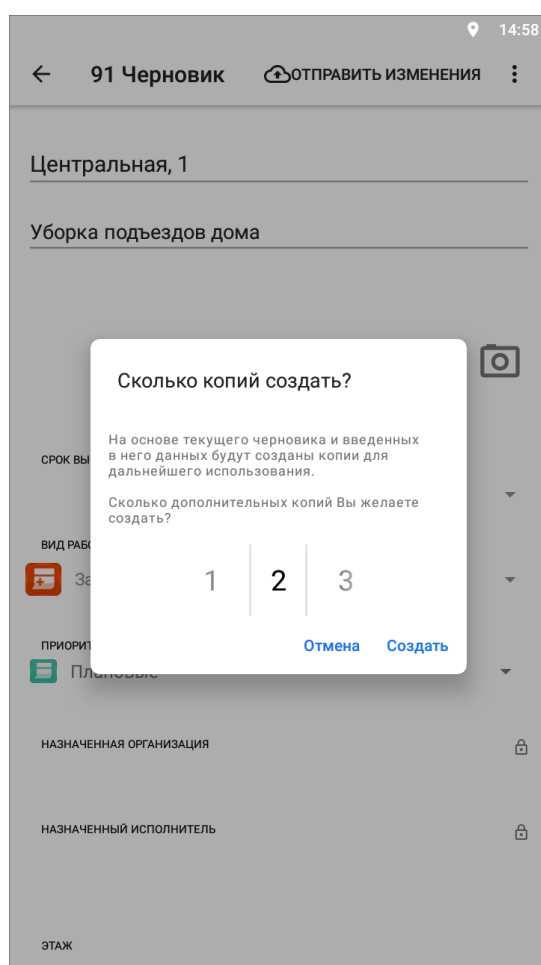 14:58
91 Черновик
ОТПРАВИТЬ ИЗМЕНЕНИЯ
Центральная, 1
Уборка подъездов дома
Сколько копий создать?
На основе текущего черновика и введенных
в него данных будут созданы копии для
дальнейшего использования.
Сколько дополнительных копий Вы желаете
создать?
1 2 3
Отмена Создать
СРОК ВЫ
ВИД РАБО
За
ПРИОРИТ
Плановые
НАЗНАЧЕННАЯ ОРГАНИЗАЦИЯ
НАЗНАЧЕННЫЙ ИСПОЛНИТЕЛЬ
ЭТАЖ